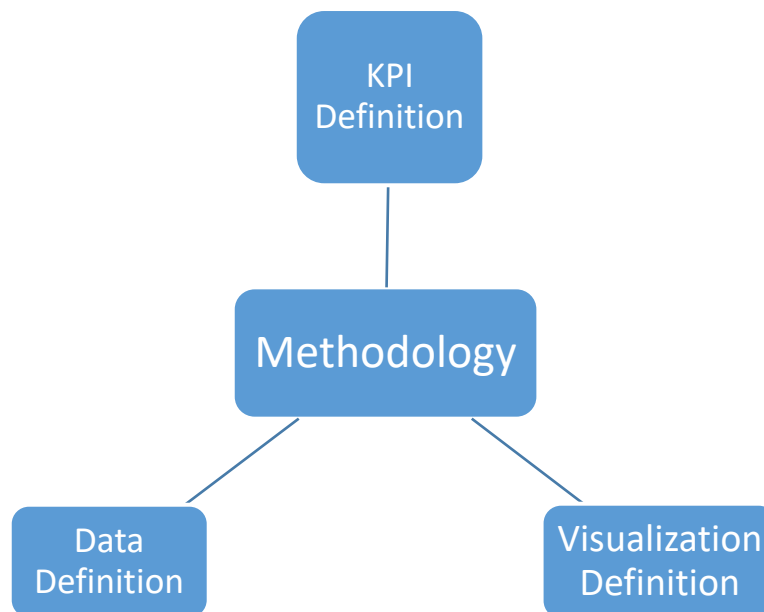 KPI
Definition
Methodology
Data
Definition
Visualization
Definition